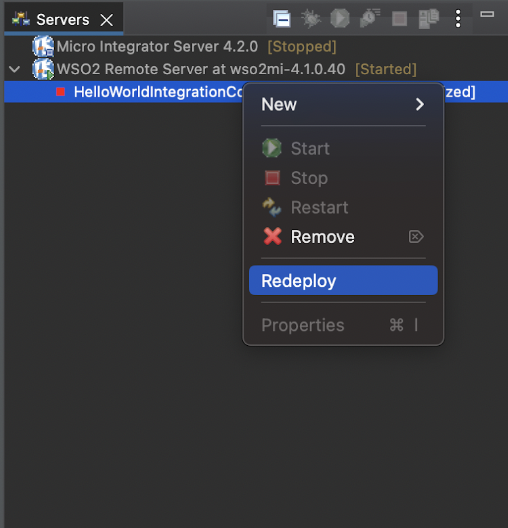 Servers
Micro Integrator Server 4.2.0 [Stopped]
WSO2 Remote Server at wso2mi-4.1.0.40 [Started]
HelloWorldIntegrationCo zed]
New
Start
Stop
Restart
Remove
Redeploy
Properties ⌘ I